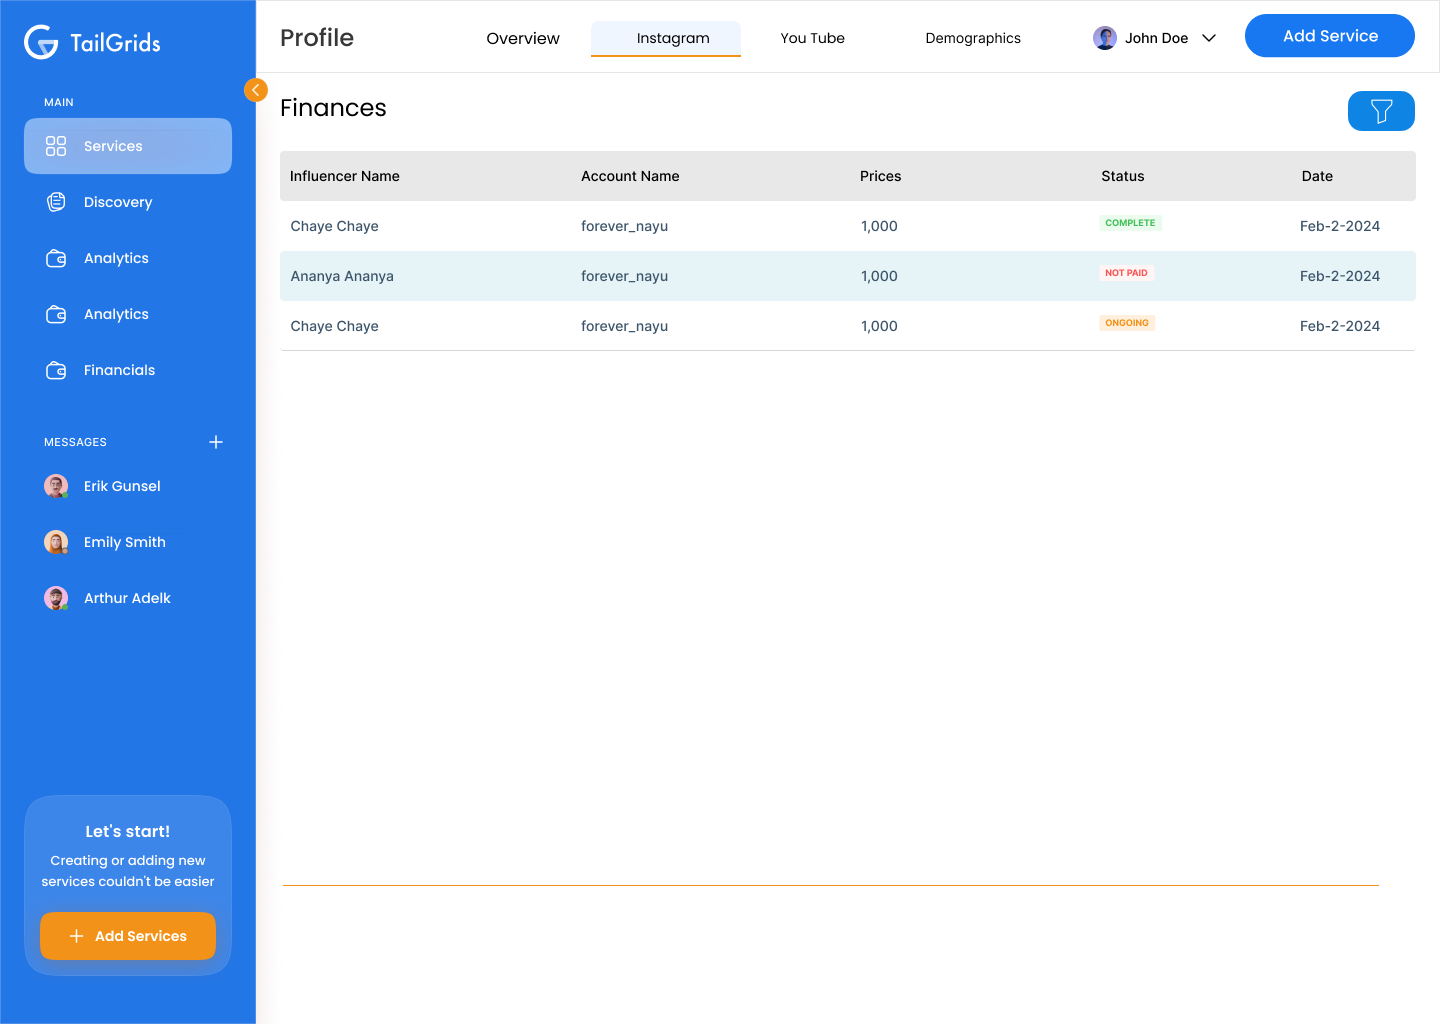 TailGrids
MAIN
Services
Discovery
Analytics
Analytics
Financials
MESSAGES
Erik Gunsel
Emily Smith
Arthur Adelk
Let's start!
Creating or adding new
services couldn't be easier
Add Services
Profile
Overview
Instagram
You Tube
Demographics
John Doe
Add Service
Finances
Influencer Name Account Name Prices Status Date
Chaye Chaye forever_nayu 1,000 COMPLETE Feb-2-2024
Ananya Ananya forever_nayu 1,000 NOT PAID Feb-2-2024
Chaye Chaye forever_nayu 1,000 ONGOING Feb-2-2024